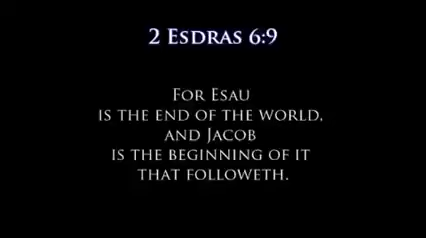 2 Esdras 6:9
For Esau
is the end of the world,
and Jacob
is the beginning of it
that followeth.